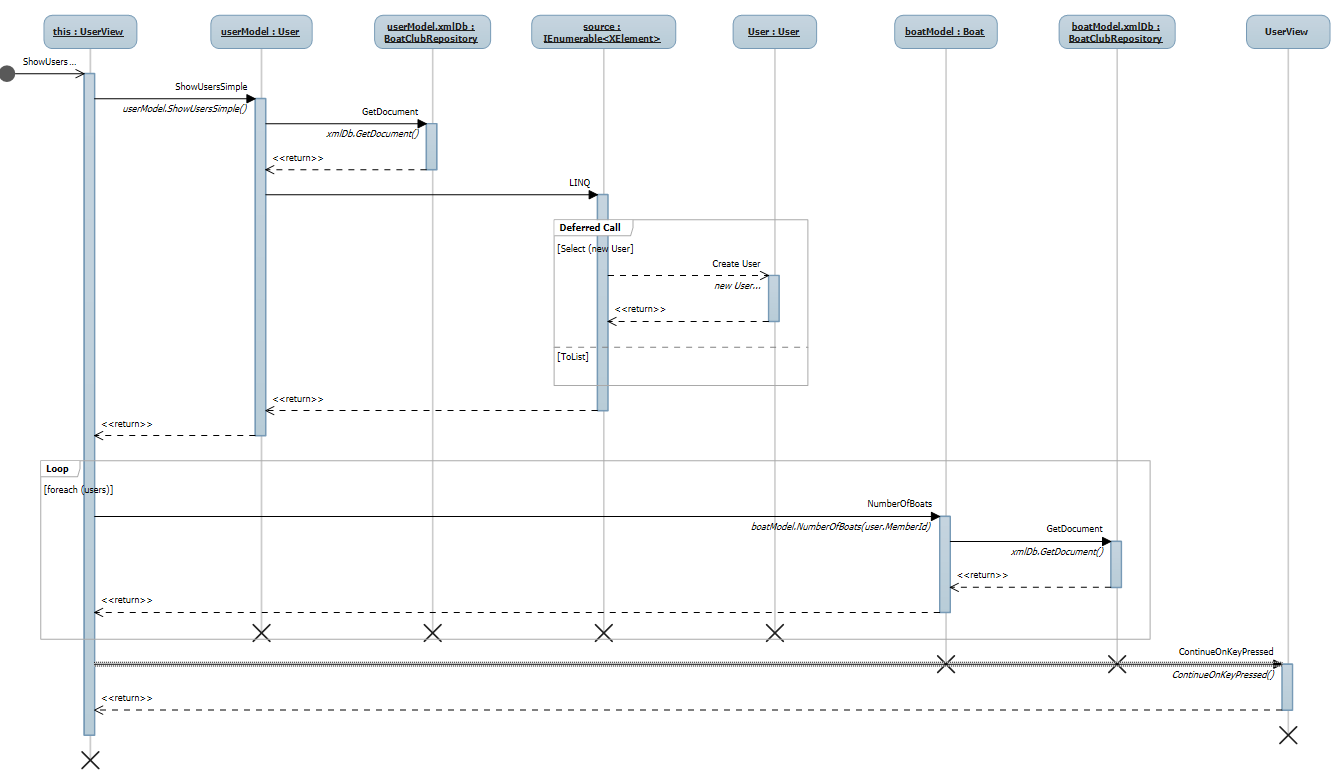 this : UserView
userModel : User
userModel.xmlDb :
BoatClubRepository
source :
IEnumerable<XElement>
User : User
boatModel : Boat
boatModel.xmlDb :
BoatClubRepository
UserView
ShowUsers...
ShowUsersSimple
userModel.ShowUsersSimple()
GetDocument
xmlDb.GetDocument()
<<return>>
LINQ
Deferred Call
[Select (new User]
Create User
new User...
<<return>>
[ToList]
<<return>>
<<return>>
Loop
[foreach (users)]
NumberOfBoats
boatModel.NumberOfBoats(user.MemberId)
GetDocument
xmlDb.GetDocument()
<<return>>
<<return>>
ContinueOnKeyPressed
ContinueOnKeyPressed()
<<return>>